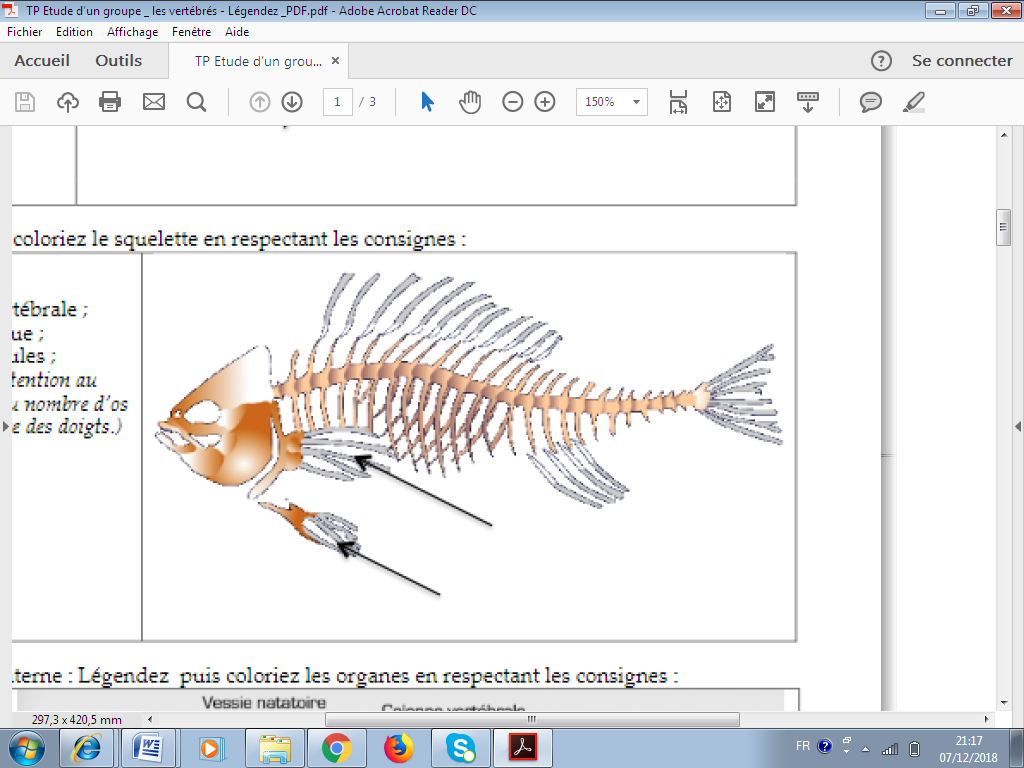 TP Etude d'un groupe _ les vertébrés - Légendez _PDF.pdf - Adobe Acrobat Reader DC
Fichier Edition Affichage Fenêtre Aide
Accueil Outils TP Etude d'un grou... × ? Se connecter
1 / 3 150%
coloriez le squelette en respectant les consignes :
tébrale ;
ue ;
ules ;
tention au
u nombre d'os
e des doigts.)
terne : Légendez puis coloriez les organes en respectant les consignes :
Vessie natatoire
Colonne vertébrale
297,3 x 420,5 mm
FR
21:17
07/12/2018